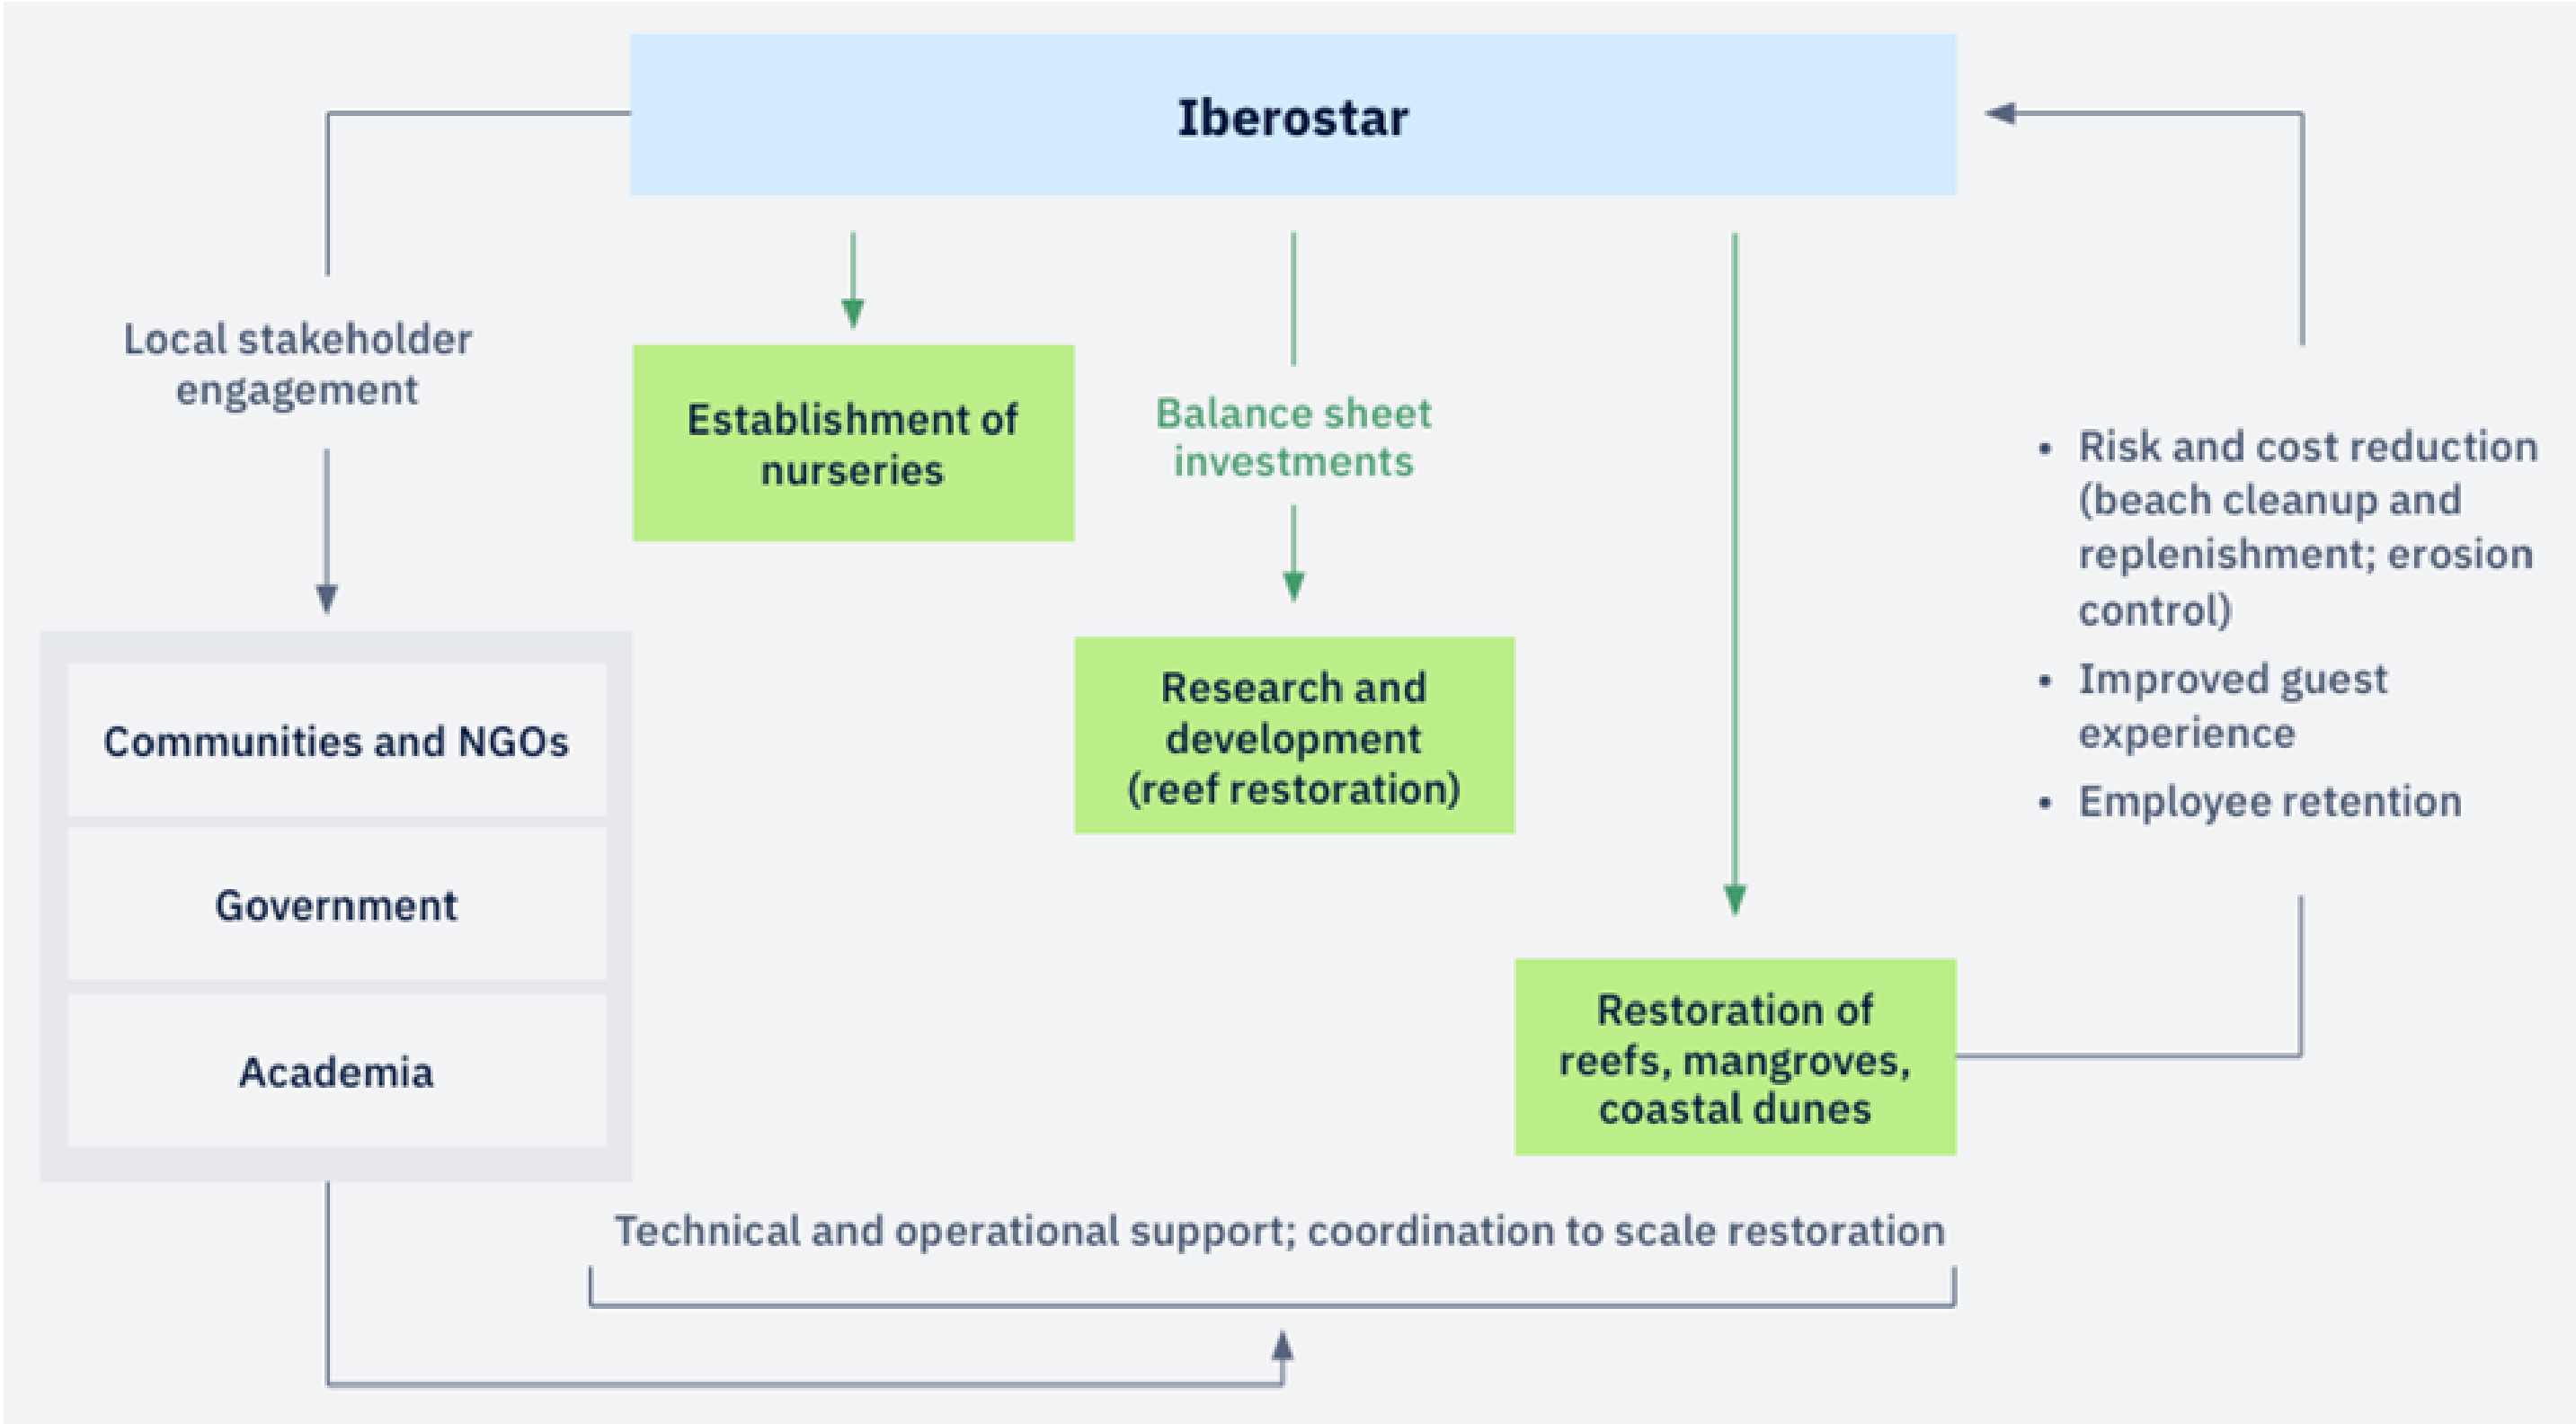 Iberostar
Local stakeholder
engagement
Communities and NGOs
Government
Academia
Establishment of
nurseries
Balance sheet
investments
Research and
development
(reef restoration)
Restoration of
reefs, mangroves,
coastal dunes
• Risk and cost reduction
(beach cleanup and
replenishment; erosion
control)
• Improved guest
experience
• Employee retention
Technical and operational support; coordination to scale restoration